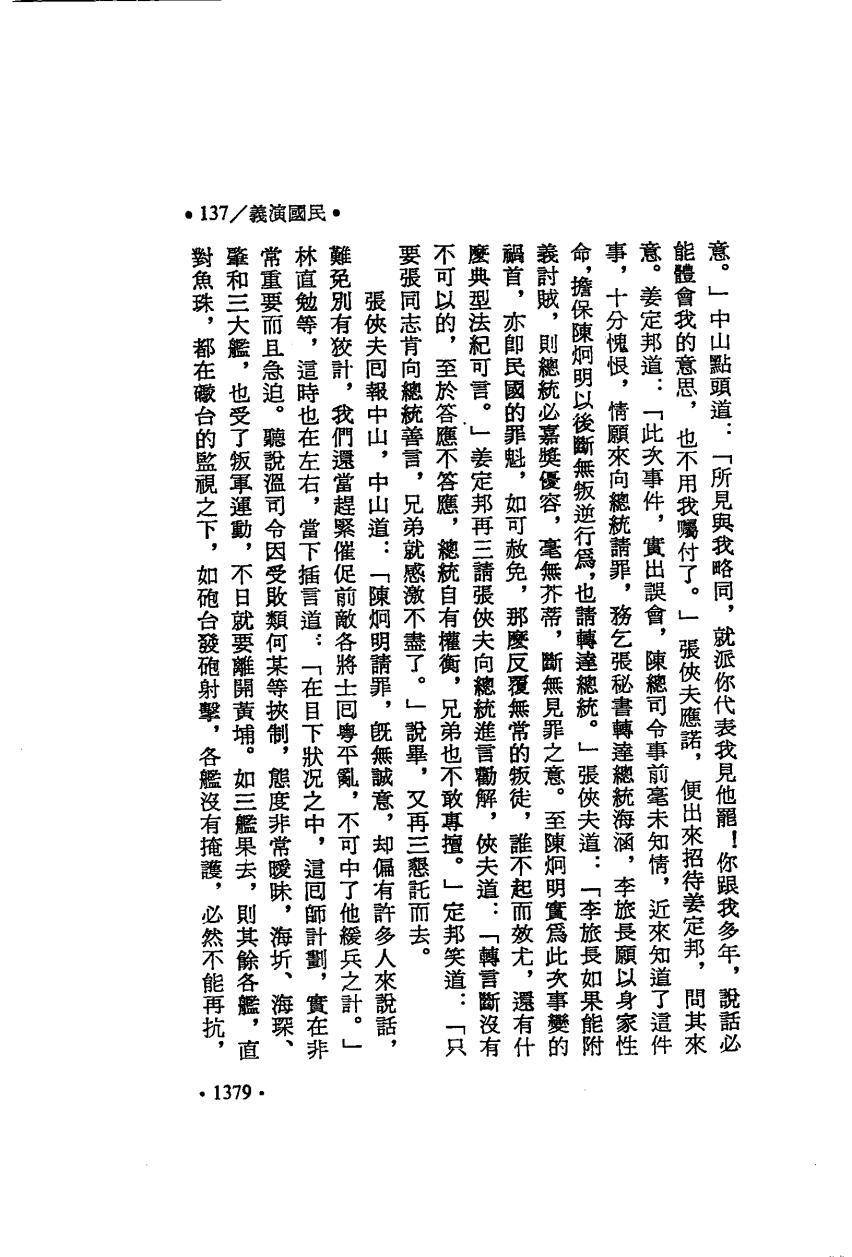 •137／義演國民•
意。」中山點頭道：「所見與我略同，就派你代表我見他罷！你跟我多年，說話必
能體會我的意思，也不用我囑付了。」張俠夫應諾，便出來招待姜定邦，問其來
意。姜定邦道：「此次事件，實出誤會，陳總司令事前毫未知情，近來知道了這件
事，十分愧恨，情願來向總統請罪，務乞張秘書轉達總統海涵，李旅長願以身家性
命，擔保陳炯明以後斷無叛逆行爲，也請轉達總統。」張俠夫道：「李旅長如果能附
義討賊，則總統必嘉獎優容，毫無芥蒂，斷無見罪之意。至陳炯明實爲此次事變的
禍首，亦卽民國的罪魁，如可赦免，那麼反覆無常的叛徒，誰不起而效尤，還有什
麼典型法紀可言。」姜定邦再三請張俠夫向總統進言勸解，俠夫道：「轉言斷沒有
不可以的，至於答應不答應，總統自有權衡，兄弟也不敢專擅。」定邦笑道：「只
要張同志肯向總統善言，兄弟就感激不盡了。」說畢，又再三懇託而去。
張俠夫回報中山，中山道：「陳炯明請罪，旣無誠意，却偏有許多人來說話，
難免別有狡計，我們還當趕緊催促前敵各將士回粵平亂，不可中了他緩兵之計。」
林直勉等，這時也在左右，當下插言道：「在目下狀况之中，這回師計劃，實在非
常重要而且急迫。聽說溫司令因受敗類何某等挾制，態度非常曖昧，海圻、海琛、
肇和三大艦，也受了叛軍運動，不日就要離開黃埔。如三艦果去，則其餘各艦，直
對魚珠，都在礮台的監視之下，如砲台發砲射擊，各艦沒有掩護，必然不能再抗，
•1379•